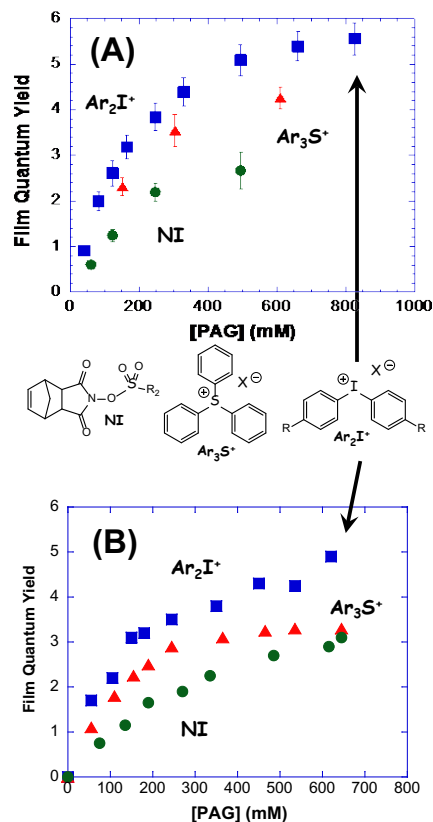 6
(A)
5
Ar₂I⁺
4
Ar₃S⁺
3
2
NI
1
0
Film Quantum Yield
0 200 400 600 800 1000
[PAG] (mM)
O
O O
S
N O R₂
O
NI
S
+
X ⊖
Ar₃S⁺
+
I
X ⊖
R R
Ar₂I⁺
6
(B)
5
Ar₂I⁺
4
Ar₃S⁺
3
2
NI
1
0
Film Quantum Yield
0 100 200 300 400 500 600 700 800
[PAG] (mM)